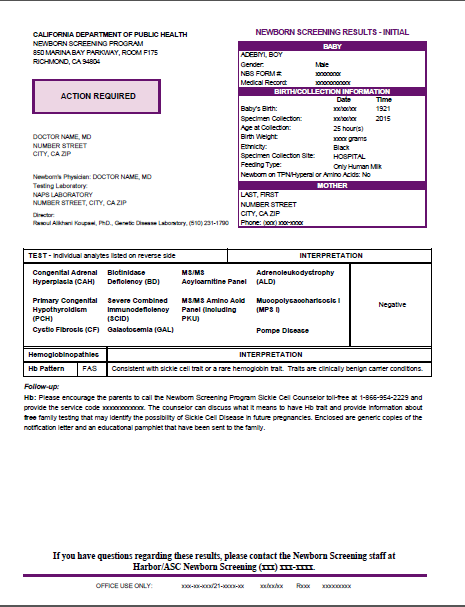 CALIFORNIA DEPARTMENT OF PUBLIC HEALTH
NEWBORN SCREENING PROGRAM
850 MARINA BAY PARKWAY, ROOM F175
RICHMOND, CA 94804
ACTION REQUIRED
DOCTOR NAME, MD
NUMBER STREET
CITY, CA ZIP
Newborn's Physician: DOCTOR NAME, MD
Testing Laboratory:
NAPS LABORATORY
NUMBER STREET, CITY, CA ZIP
Director:
Rasoul Alikhani Koupaei, PhD., Genetic Disease Laboratory, (510) 231-1790
NEWBORN SCREENING RESULTS - INITIAL
BABY
ADEBIYI, BOY
Gender: Male
NBS FORM #: xxxxxxxx
Medical Record: xxxxxxxxxxx
BIRTH/COLLECTION INFORMATION
Date Time
Baby's Birth: xx/xx/xx 1921
Specimen Collection: xx/xx/xx 2015
Age at Collection: 25 hour(s)
Birth Weight: xxxx grams
Ethnicity: Black
Specimen Collection Site: HOSPITAL
Feeding Type: Only Human Milk
Newborn on TPN/Hyperal or Amino Acids: No
MOTHER
LAST, FIRST
NUMBER STREET
CITY, CA ZIP
Phone: (xxx) xxx-xxxx
TEST - Individual analytes listed on reverse side INTERPRETATION
Congenital Adrenal Biotinidase MS/MS Adrenoleukodystrophy
Hyperplasia (CAH) Deficiency (BD) Acylcarnitine Panel (ALD)
Primary Congenital Severe Combined MS/MS Amino Acid Mucopolysaccharisosis I
Hypothyroidism Immunodeficiency Panel (Including (MPS I)
(PCH) (SCID) PKU)
Cystic Fibrosis (CF) Galactosemia (GAL) Pompe Disease
Negative
Hemoglobinopathies INTERPRETATION
Hb Pattern FAS Consistent with sickle cell trait or a rare hemoglobin trait. Traits are clinically benign carrier conditions.
Follow-up:
Hb: Please encourage the parents to call the Newborn Screening Program Sickle Cell Counselor toll-free at 1-866-954-2229 and
provide the service code xxxxxxxxxxxx. The counselor can discuss what it means to have Hb trait and provide information about
free family testing that may identify the possibility of Sickle Cell Disease in future pregnancies. Enclosed are generic copies of the
notification letter and an educational pamphlet that have been sent to the family.
If you have questions regarding these results, please contact the Newborn Screening staff at
Harbor/ASC Newborn Screening (xxx) xxx-xxxx.
OFFICE USE ONLY: xxx-xx-xxx/21-xxxx-xx xx/xx/xx Rxxx xxxxxxxxx